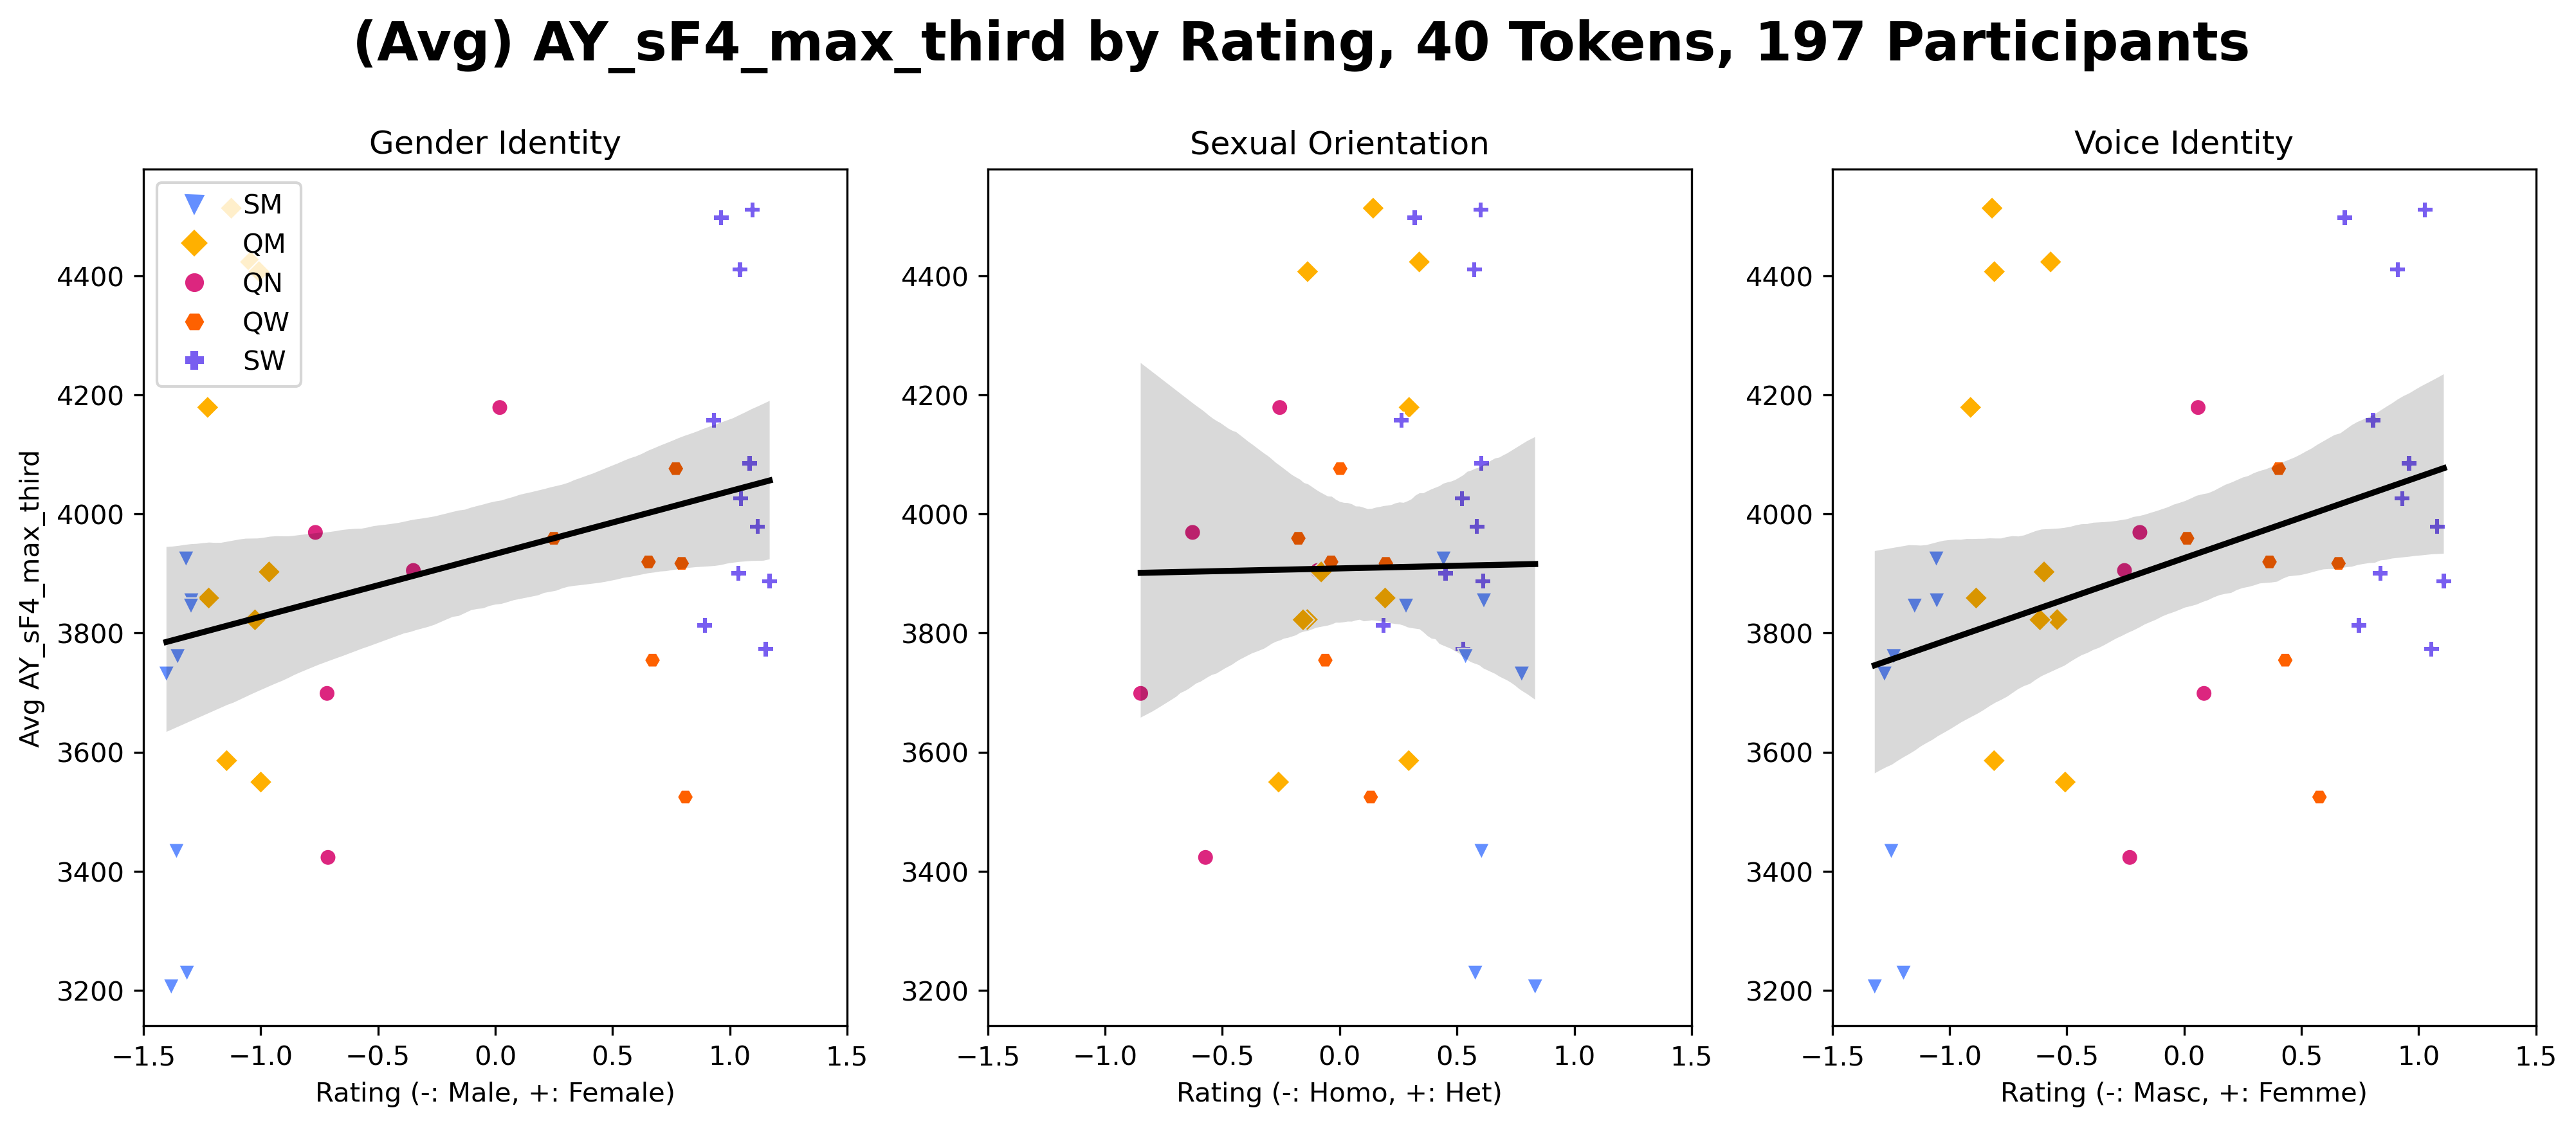 (Avg) AY_sF4_max_third by Rating, 40 Tokens, 197 Participants
Gender Identity
Sexual Orientation
Voice Identity
SM
QM
QN
QW
SW
Avg AY_sF4_max_third
4400
4200
4000
3800
3600
3400
3200
−1.5 −1.0 −0.5 0.0 0.5 1.0 1.5
Rating (-: Male, +: Female)
4400
4200
4000
3800
3600
3400
3200
−1.5 −1.0 −0.5 0.0 0.5 1.0 1.5
Rating (-: Homo, +: Het)
4400
4200
4000
3800
3600
3400
3200
−1.5 −1.0 −0.5 0.0 0.5 1.0 1.5
Rating (-: Masc, +: Femme)